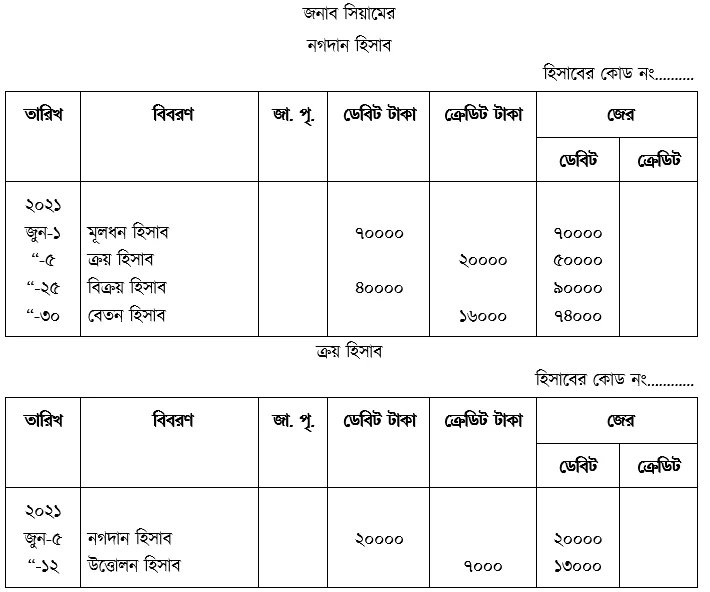 জনাব সিয়ামের
নগদান হিসাব
হিসাবের কোড নং..........
তারিখ বিবরণ জা. পৃ. ডেবিট টাকা ক্রেডিট টাকা জের
ডেবিট ক্রেডিট
২০২১
জুন-১ মূলধন হিসাব ৭০০০০ ৭০০০০
“-৫ ক্রয় হিসাব ২০০০০ ৫০০০০
“-২৫ বিক্রয় হিসাব ৪০০০০ ৯০০০০
“-৩০ বেতন হিসাব ১৬০০০ ৭৪০০০
ক্রয় হিসাব
হিসাবের কোড নং............
তারিখ বিবরণ জা. পৃ. ডেবিট টাকা ক্রেডিট টাকা জের
ডেবিট ক্রেডিট
২০২১
জুন-৫ নগদান হিসাব ২০০০০ ২০০০০
“-১২ উত্তোলন হিসাব ৭০০০ ১৩০০০